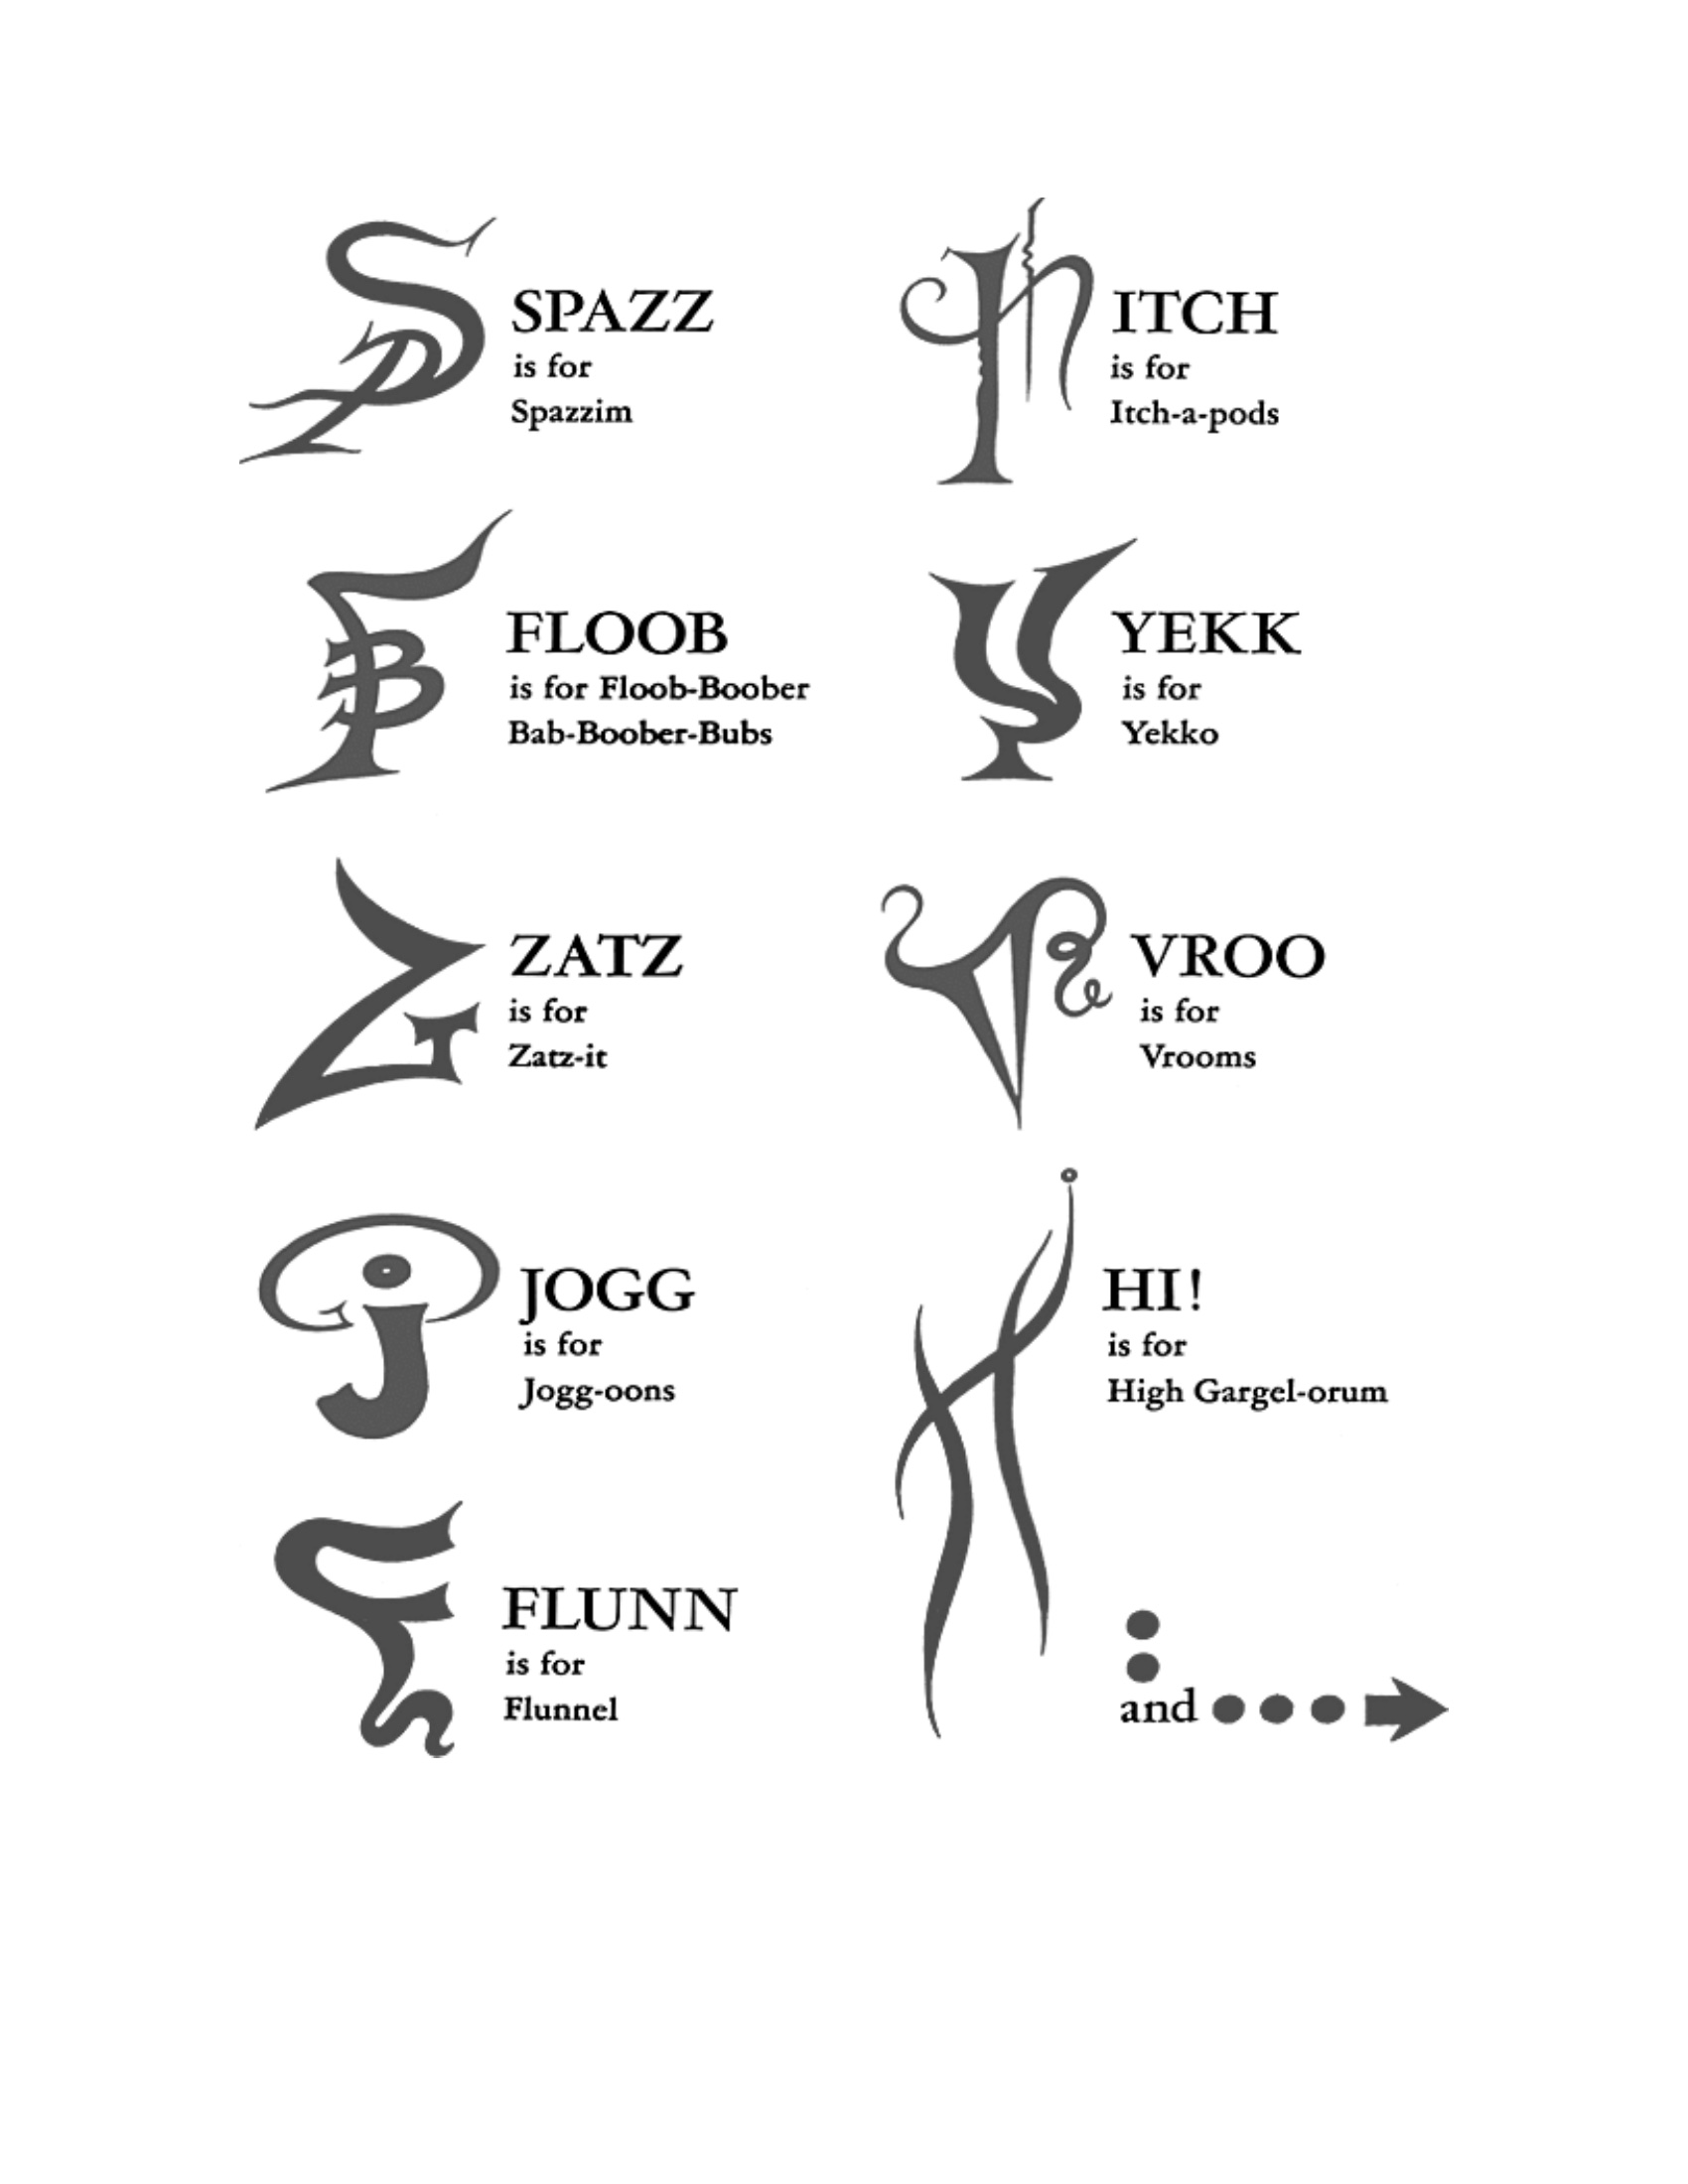 SPAZZ
is for
Spazzim
FLOOB
is for Floob-Boober
Bab-Boober-Bubs
ZATZ
is for
Zatz-it
JOGG
is for
Jogg-oons
FLUNN
is for
Flunnel
ITCH
is for
Itch-a-pods
YEKK
is for
Yekko
VROO
is for
Vrooms
HI!
is for
High Gargel-orum
and